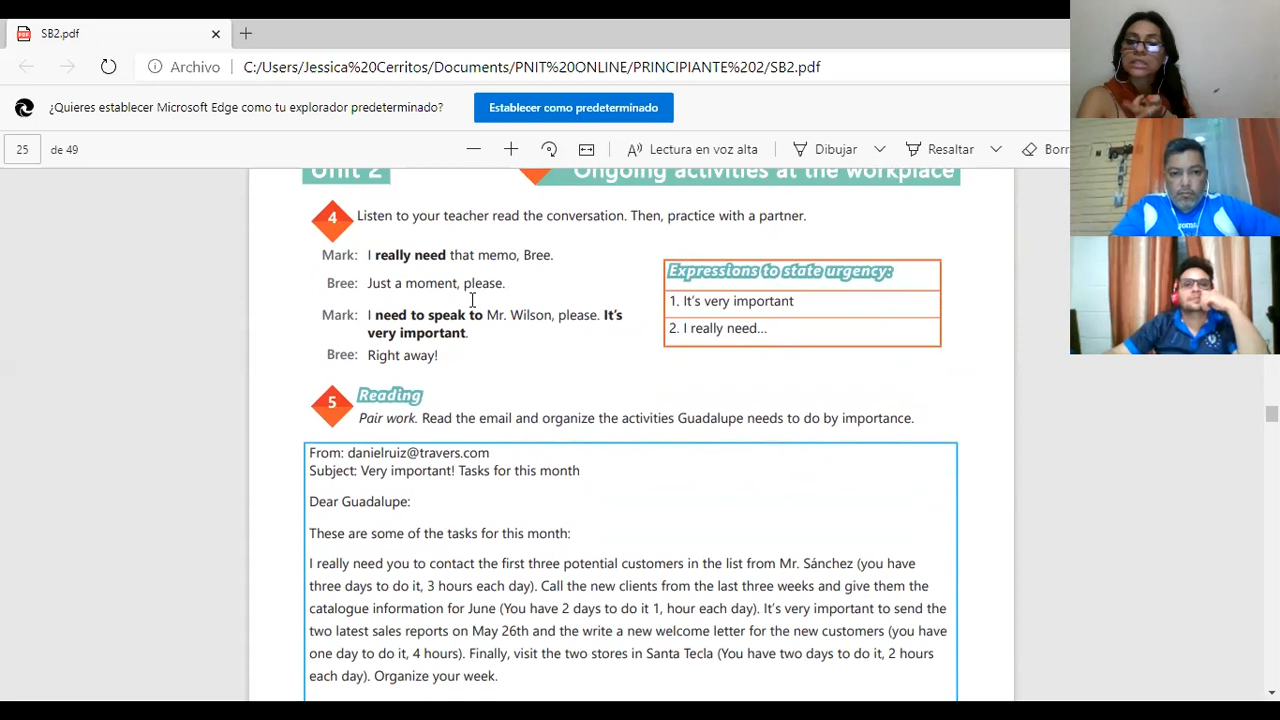 SB2.pdf
Archivo C:/Users/Jessica%20Cerritos/Documents/PNIT%20ONLINE/PRINCIPIANTE%202/SB2.pdf
¿Quieres establecer Microsoft Edge como tu explorador predeterminado? Establecer como predeterminado
25 de 49 Lectura en voz alta Dibujar Resaltar Borr
Unit 2 Ongoing activities at the workplace
4 Listen to your teacher read the conversation. Then, practice with a partner.
Mark: I really need that memo, Bree.
Bree: Just a moment, please.
Mark: I need to speak to Mr. Wilson, please. It's
very important.
Bree: Right away!
Expressions to state urgency:
1. It's very important
2. I really need...
5 Reading
Pair work. Read the email and organize the activities Guadalupe needs to do by importance.
From: danielruiz@travers.com
Subject: Very important! Tasks for this month
Dear Guadalupe:
These are some of the tasks for this month:
I really need you to contact the first three potential customers in the list from Mr. Sánchez (you have
three days to do it, 3 hours each day). Call the new clients from the last three weeks and give them the
catalogue information for June (You have 2 days to do it 1, hour each day). It's very important to send the
two latest sales reports on May 26th and the write a new welcome letter for the new customers (you have
one day to do it, 4 hours). Finally, visit the two stores in Santa Tecla (You have two days to do it, 2 hours
each day). Organize your week.